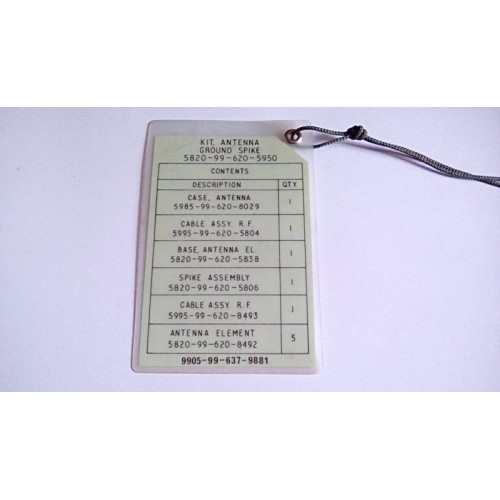 KIT, ANTENNA
GROUND SPIKE
5820-99-620-5950
CONTENTS
DESCRIPTION QTY
CASE, ANTENNA
5985-99-620-8029 1
CABLE ASSY R.F.
5995-99-620-5804 1
BASE, ANTENNA EL.
5820-99-620-5838 1
SPIKE ASSEMBLY
5820-99-620-5806 1
CABLE ASSY R.F
5995-99-620-8493 1
ANTENNA ELEMENT
5820-99-620-8492 5
9905-99-637-9881